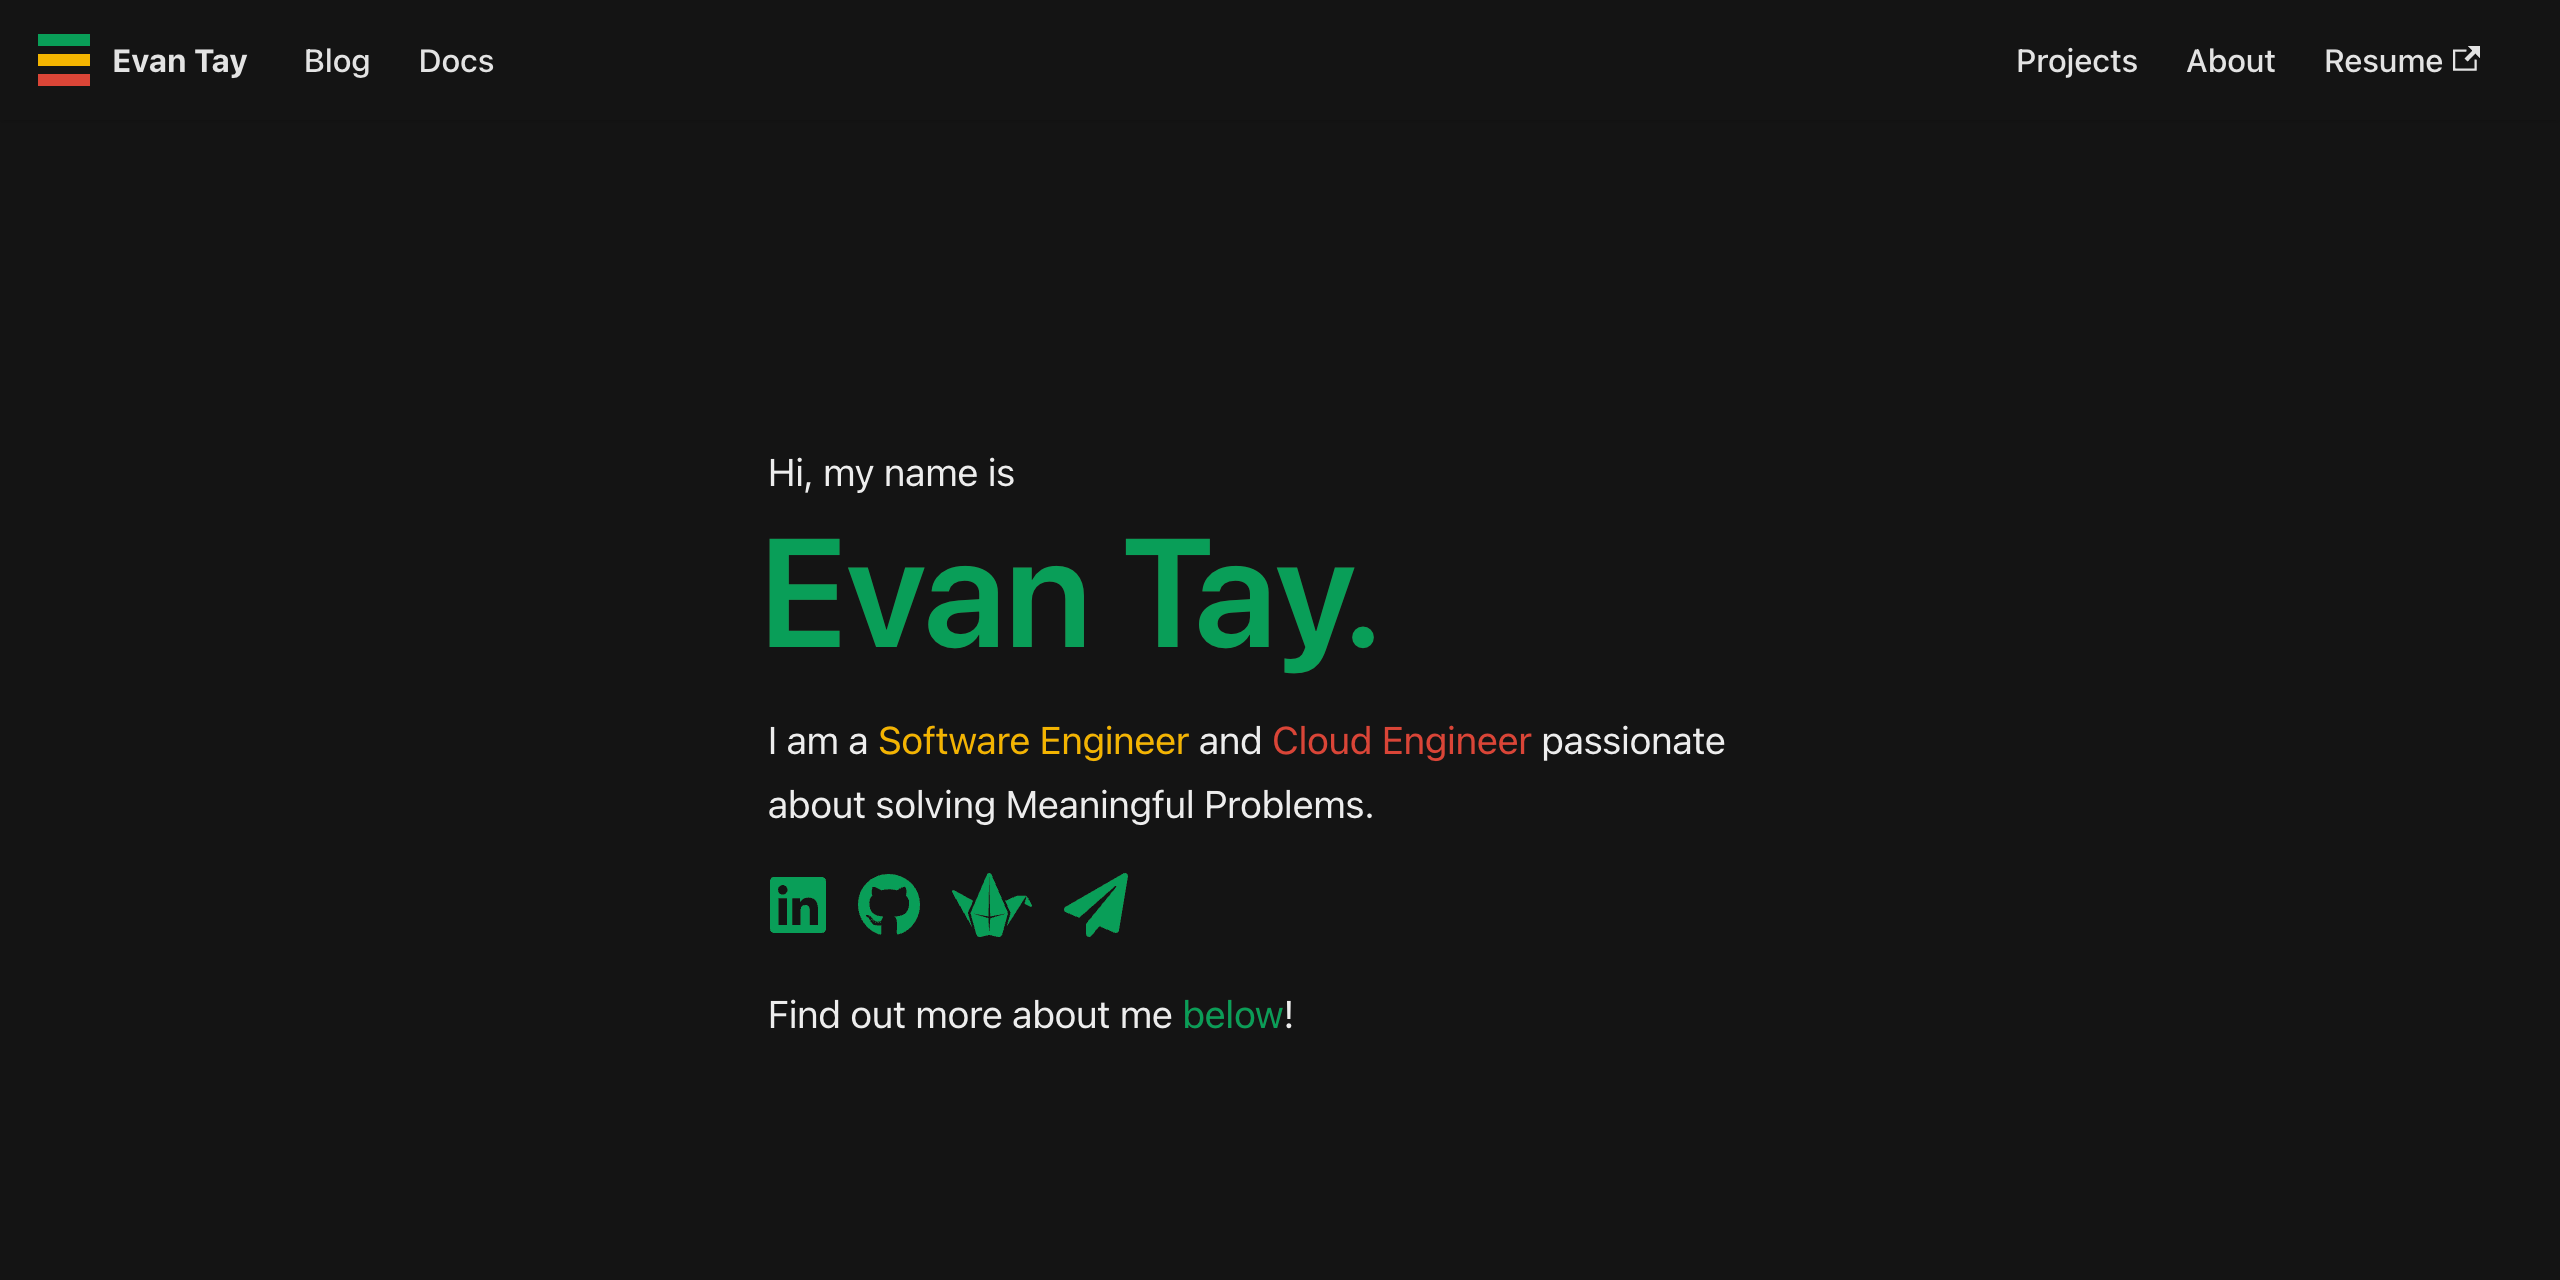 Evan Tay Blog Docs Projects About Resume
Hi, my name is
Evan Tay.
I am a Software Engineer and Cloud Engineer passionate
about solving Meaningful Problems.
in
Find out more about me below!